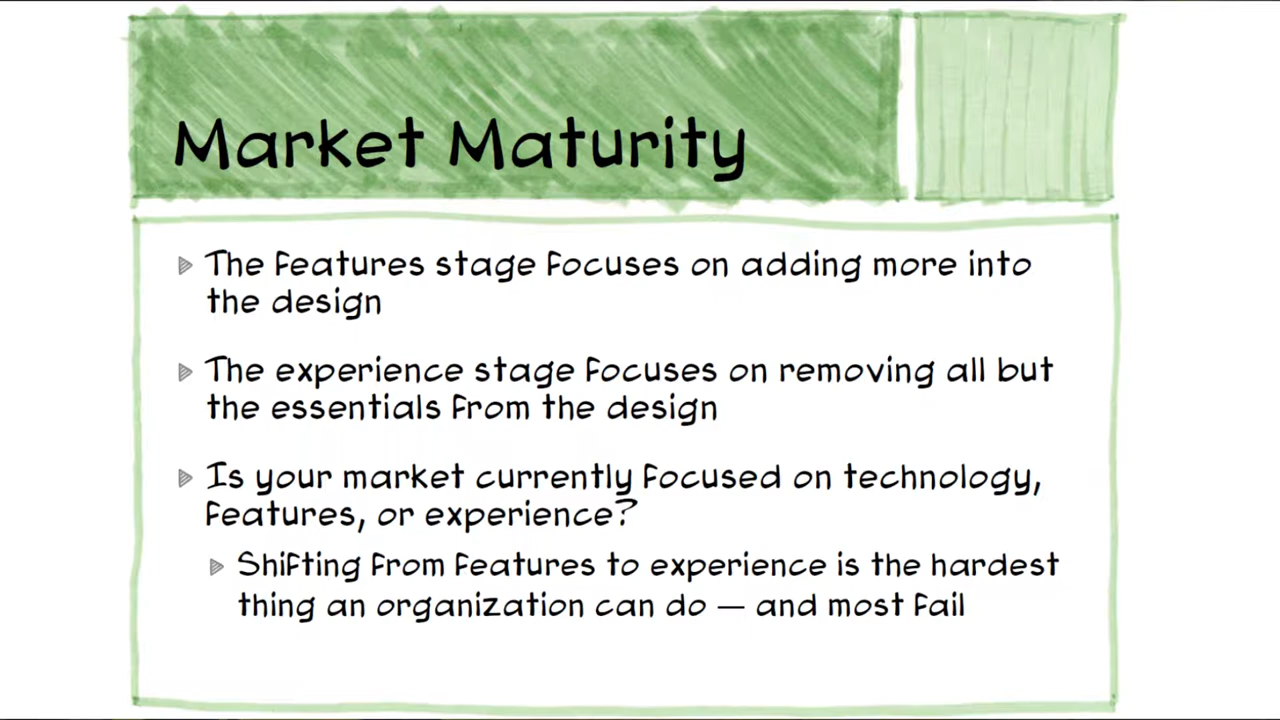 Market Maturity
The features stage focuses on adding more into
the design
The experience stage focuses on removing all but
the essentials from the design
Is your market currently focused on technology,
features, or experience?
Shifting from features to experience is the hardest
thing an organization can do — and most fail